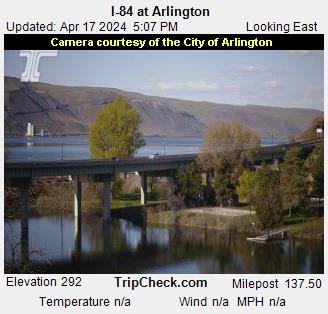 I-84 at Arlington
Updated: Apr 17 2024 5:07 PM Looking East
Camera courtesy of the City of Arlington
Elevation 292 TripCheck.com Milepost 137.50
Temperature n/a Wind n/a MPH n/a